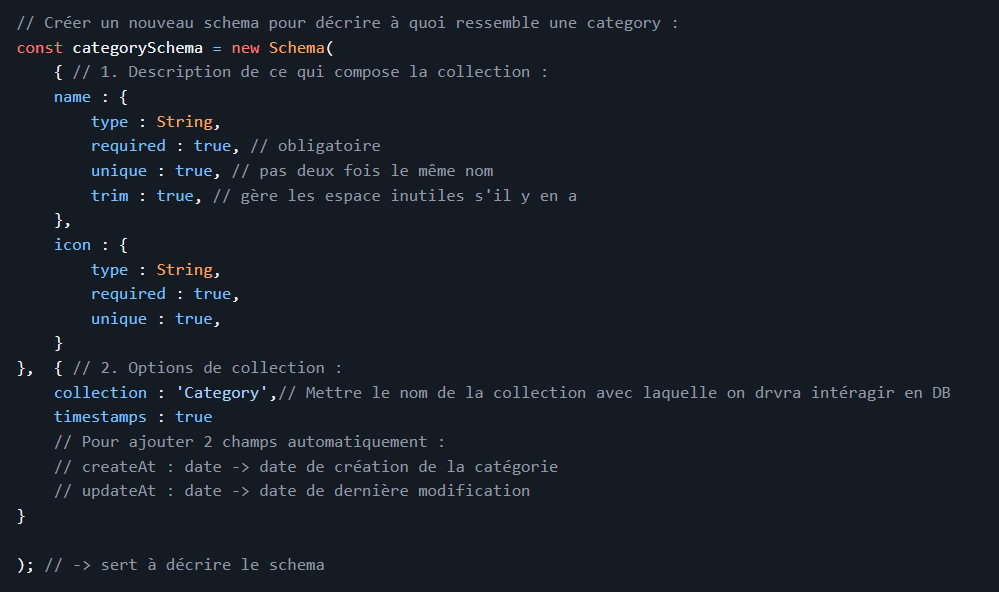 // Créer un nouveau schema pour décrire à quoi ressemble une category :
const categorySchema = new Schema(
    { // 1. Description de ce qui compose la collection :
    name : {
        type : String,
        required : true, // obligatoire
        unique : true, // pas deux fois le même nom
        trim : true, // gère les espace inutiles s'il y en a
    },
    icon : {
        type : String,
        required : true,
        unique : true,
    }
},  { // 2. Options de collection :
    collection : 'Category',// Mettre le nom de la collection avec laquelle on drvra intéragir en DB
    timestamps : true
    // Pour ajouter 2 champs automatiquement :
    // createAt : date -> date de création de la catégorie
    // updateAt : date -> date de dernière modification
}
); // -> sert à décrire le schema